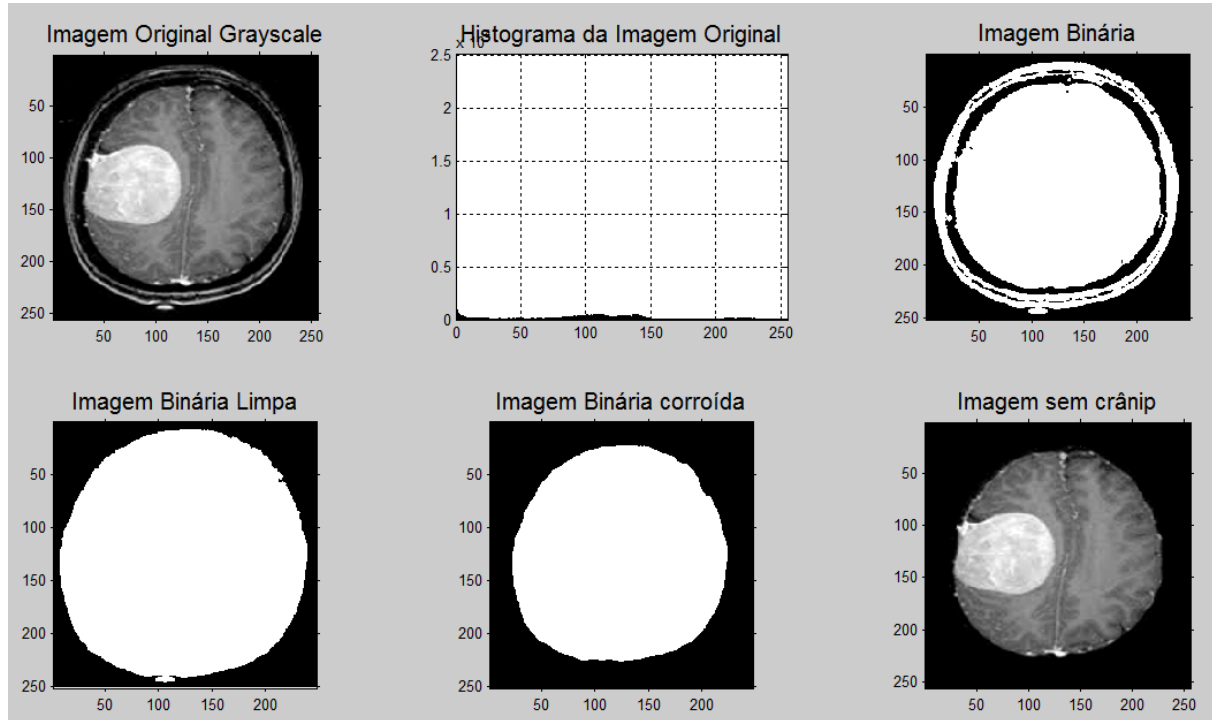 Imagem Original Grayscale
50
100
150
200
250
50 100 150 200 250
Histograma da Imagem Original
2.5
2
1.5
1
0.5
0
0 50 100 150 200 250
Imagem Binária
50
100
150
200
250
50 100 150 200
Imagem Binária Limpa
50
100
150
200
250
50 100 150 200
Imagem Binária corroída
50
100
150
200
250
50 100 150 200
Imagem sem crânip
50
100
150
200
250
50 100 150 200 250